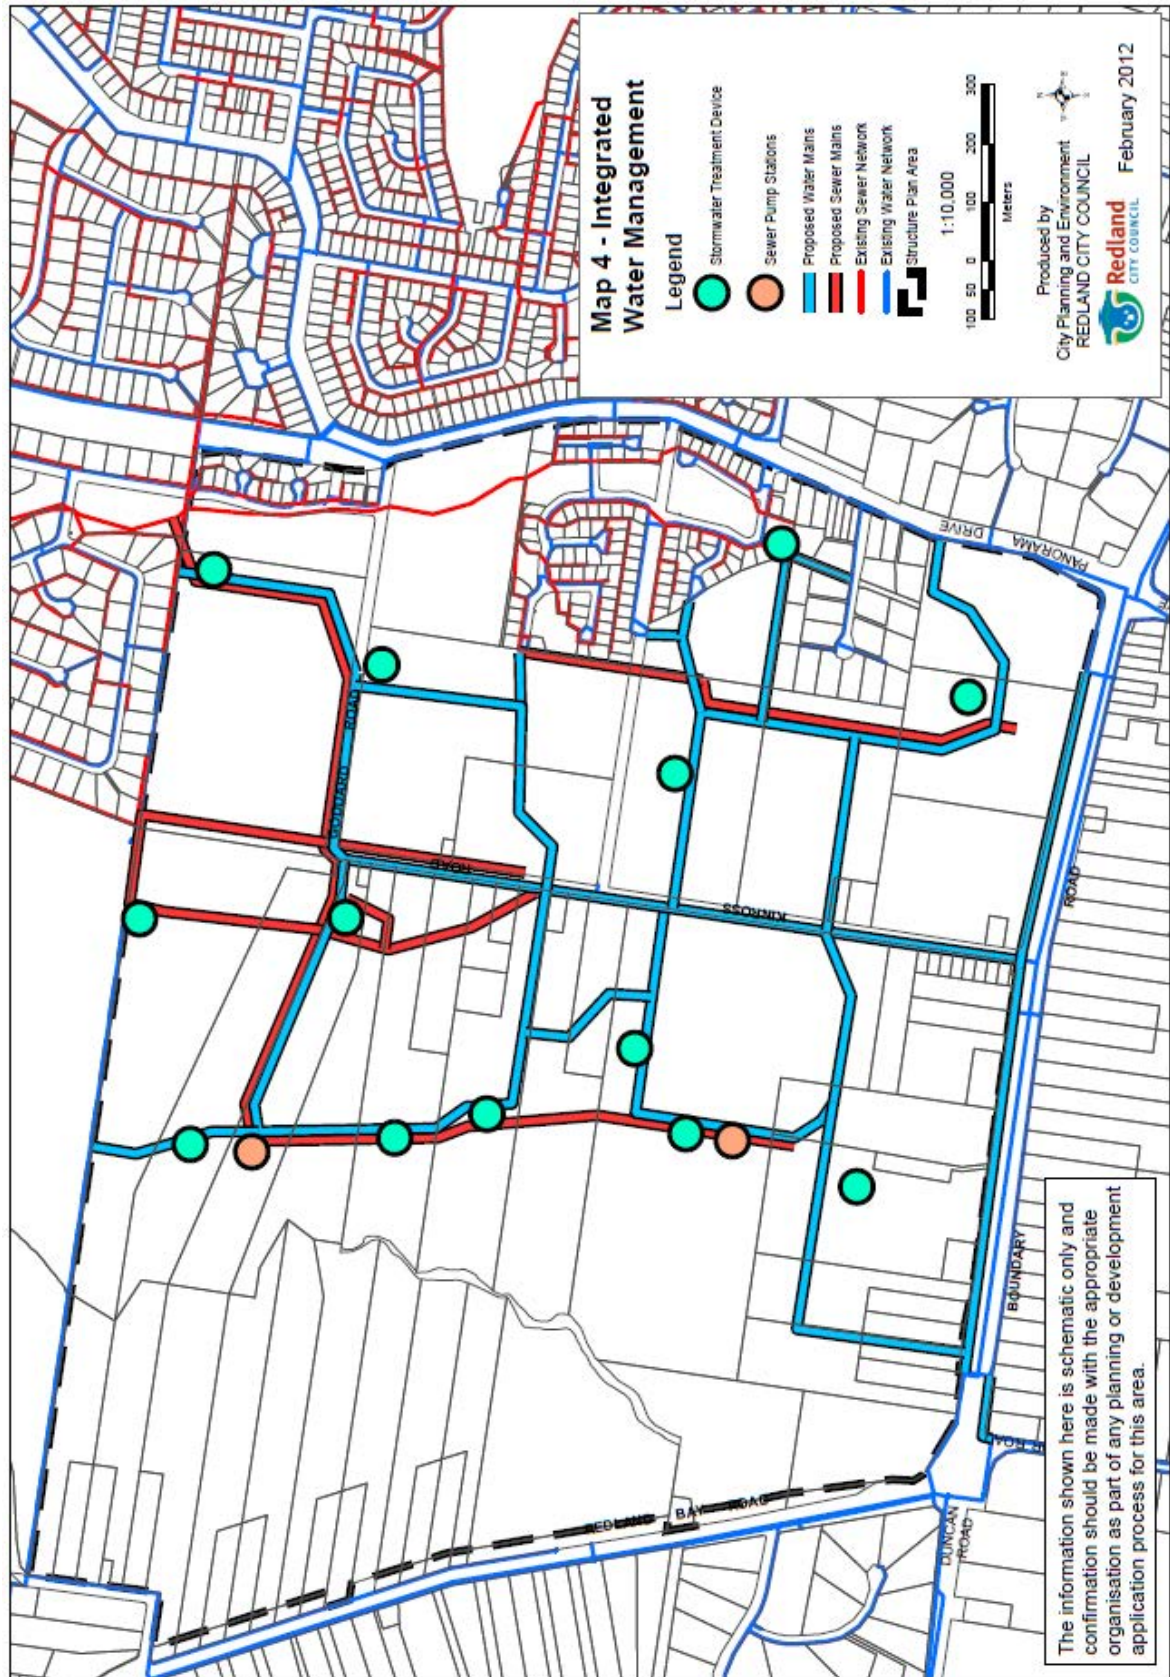 Map 4 - Integrated
Water Management
Legend
Stormwater Treatment Device
Sewer Pump Stations
Proposed Water Mains
Proposed Sewer Mains
Existing Sewer Network
Existing Water Network
Structure Plan Area
1:10,000
100 50 0 100 200 300
Meters
Produced by
City Planning and Environment
REDLAND CITY COUNCIL
N
Redland
CITY COUNCIL
February 2012
GODDARD ROAD
KINROSS ROAD
PANORAMA
DRIVE
BOUNDARY ROAD
REDLAND BAY ROAD
DUNCAN
ROAD
The information shown here is schematic only and
confirmation should be made with the appropriate
organisation as part of any planning or development
application process for this area.